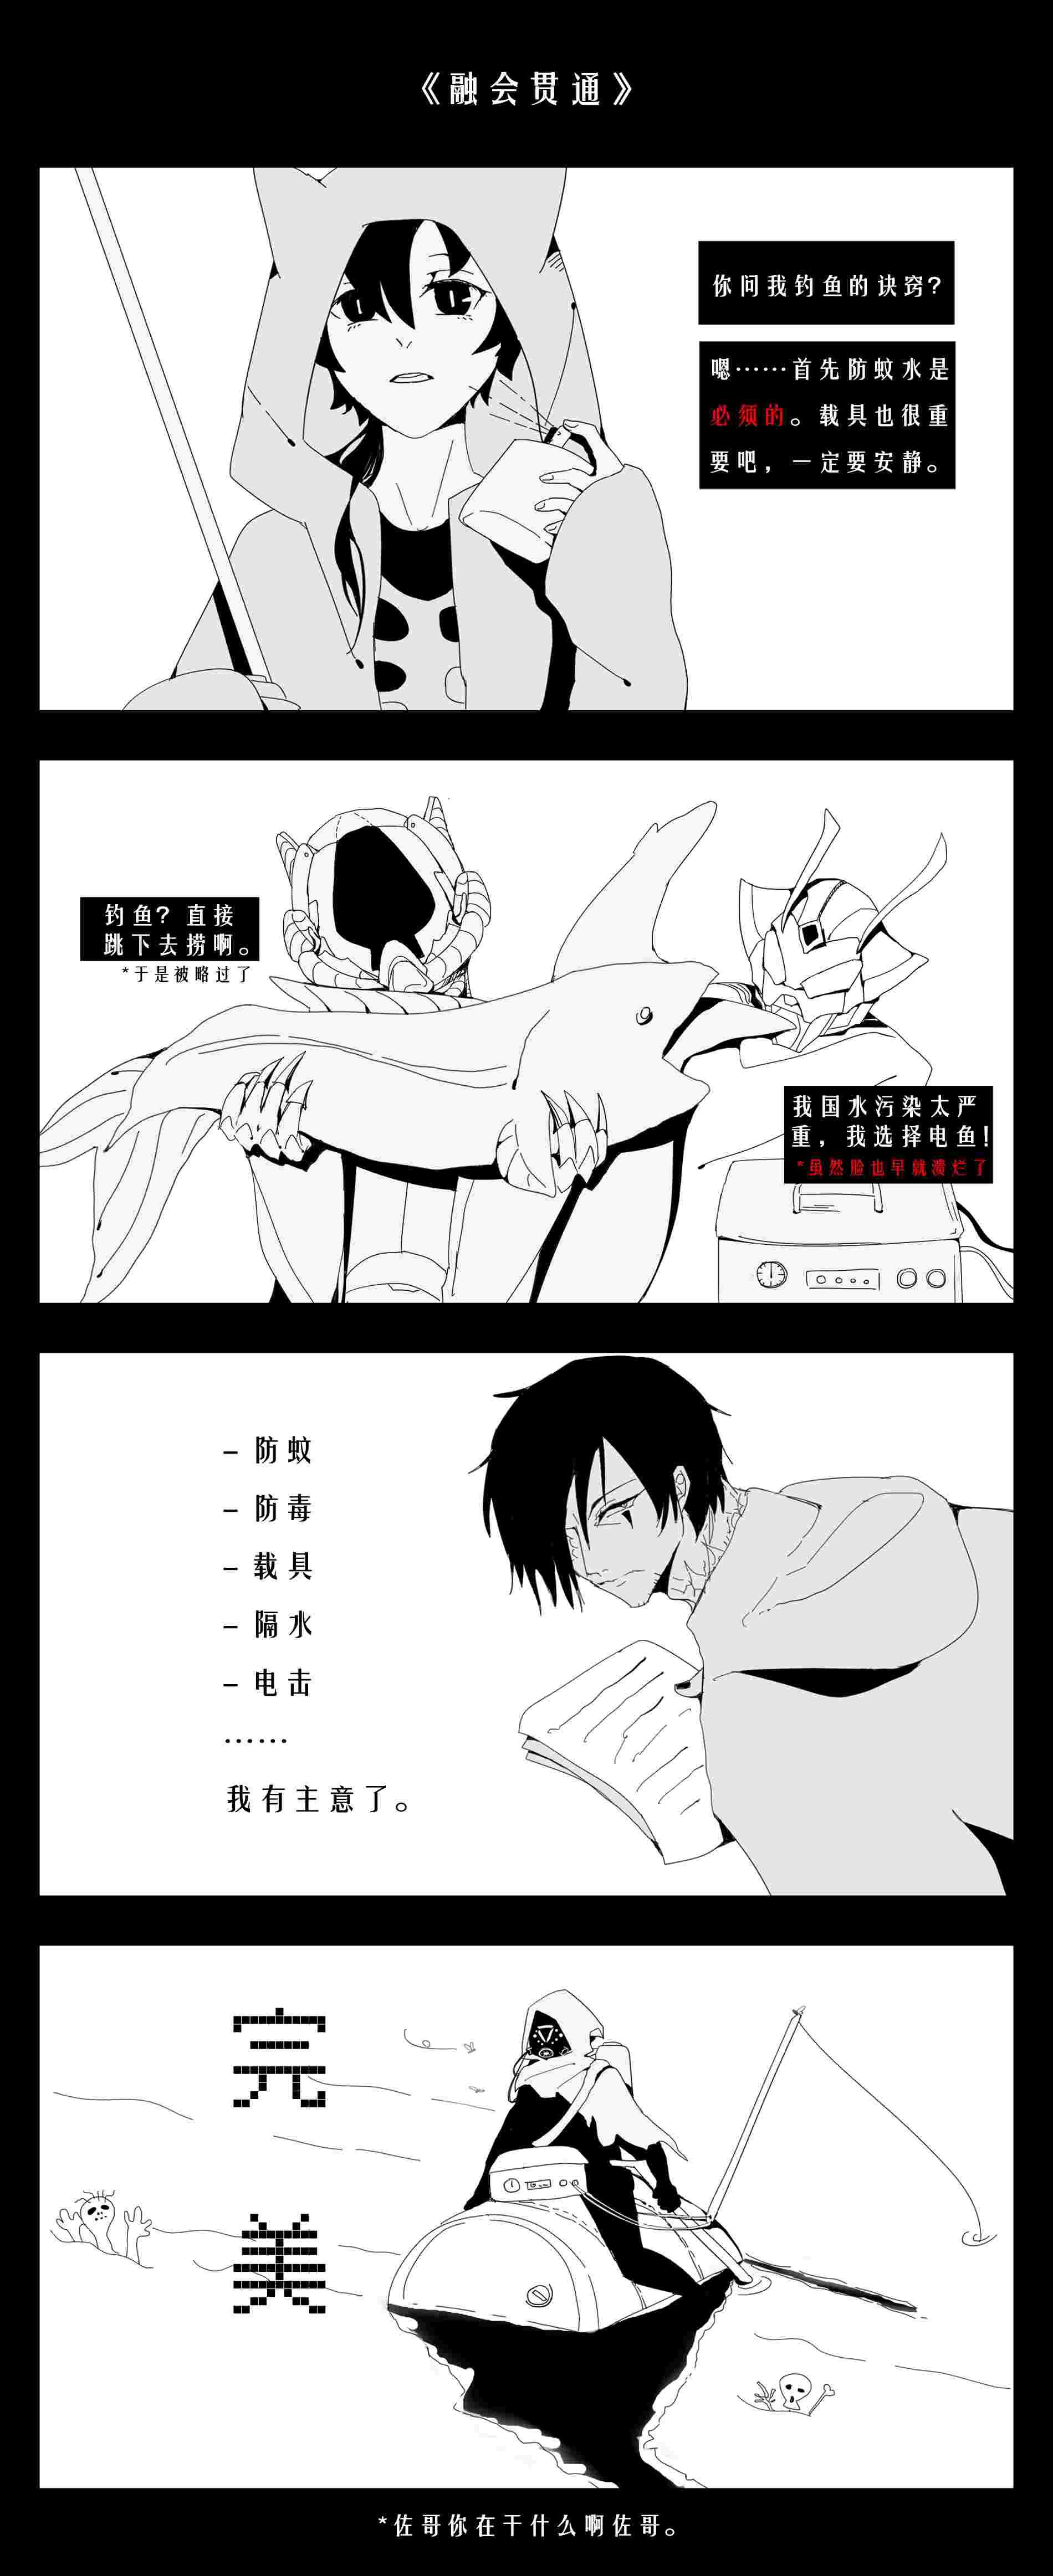 《融会贯通》
你问我钓鱼的诀窍?
嗯……首先防蚊水是
必须的。载具也很重
要吧，一定要安静。
钓鱼? 直接
跳下去捞啊。
*于是被略过了
我国水污染太严
重，我选择电鱼!
*虽然脸也早就溃烂了
- 防蚊
- 防毒
- 载具
- 隔水
- 电击
……
我有主意了。
完
美
*佐哥你在干什么啊佐哥。